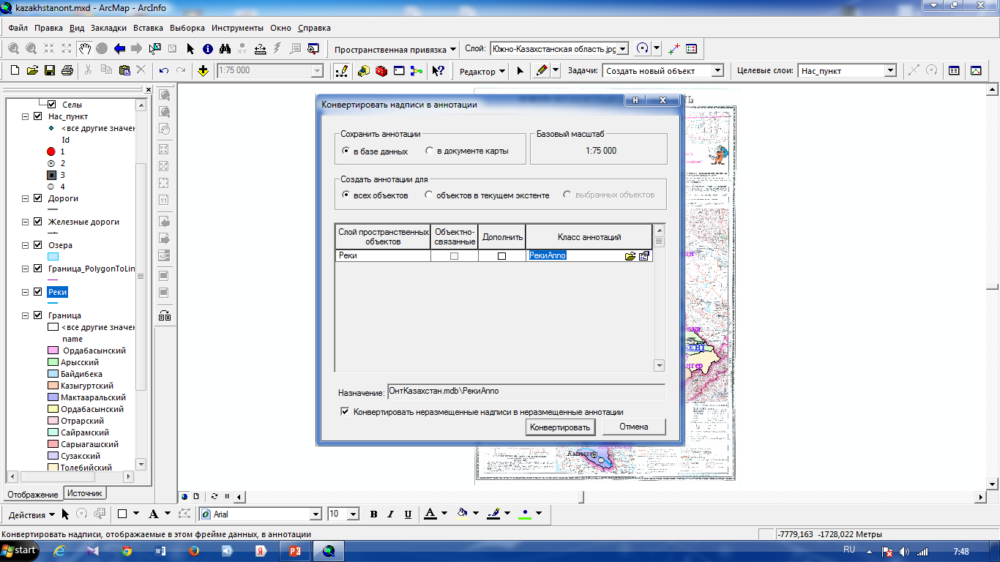 kazakhstanont.mxd - ArcMap - ArcInfo
Файл Правка Вид Закладки Вставка Выборка Инструменты Окно Справка
Пространственная привязка Слой: Южно-Казахстанская область.jpg
1:75 000 Редактор Задачи: Создать новый объект Целевые слои: Нас_пункт
Селы
Нас_пункт
<все другие значен
Id
1
2
3
4
Дороги
Железные дороги
Озера
Граница_PolygonToLin
Реки
Граница
<все другие значен
name
Ордабасынский
Арысский
Байдибека
Казыгуртский
Мактааральский
Ордабасынский
Отрарский
Сайрамский
Сарыагашский
Сузакский
Толебийский
Отображение Источник
Конвертировать надписи в аннотации
Сохранить аннотации
в базе данных в документе карты
Базовый масштаб
1:75 000
Создать аннотации для
всех объектов объектов в текущем экстенте выбранных объектов
Слой пространственных объектов Объектно-связанные Дополнить Класс аннотаций
Реки РекиAnno
Назначение: ОнтКазахстан.mdb\РекиAnno
Конвертировать неразмещенные надписи в неразмещенные аннотации
Конвертировать Отмена
Действия Arial 10 B I U A
Конвертировать надписи, отображаемые в этом фрейме данных, в аннотации
-7779,163 -1728,022 Метры
start RU 7:48